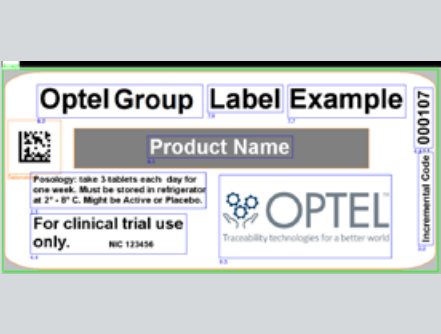 Optel Group Label Example
Product Name
Posology: take 3 tablets each day for
one week. Must be stored in refrigerator
at 2° - 8° C. Might be Active or Placebo.
For clinical trial use
only.
NIC 123456
OPTEL
Traceability technologies for a better world
Incremental Code 000107